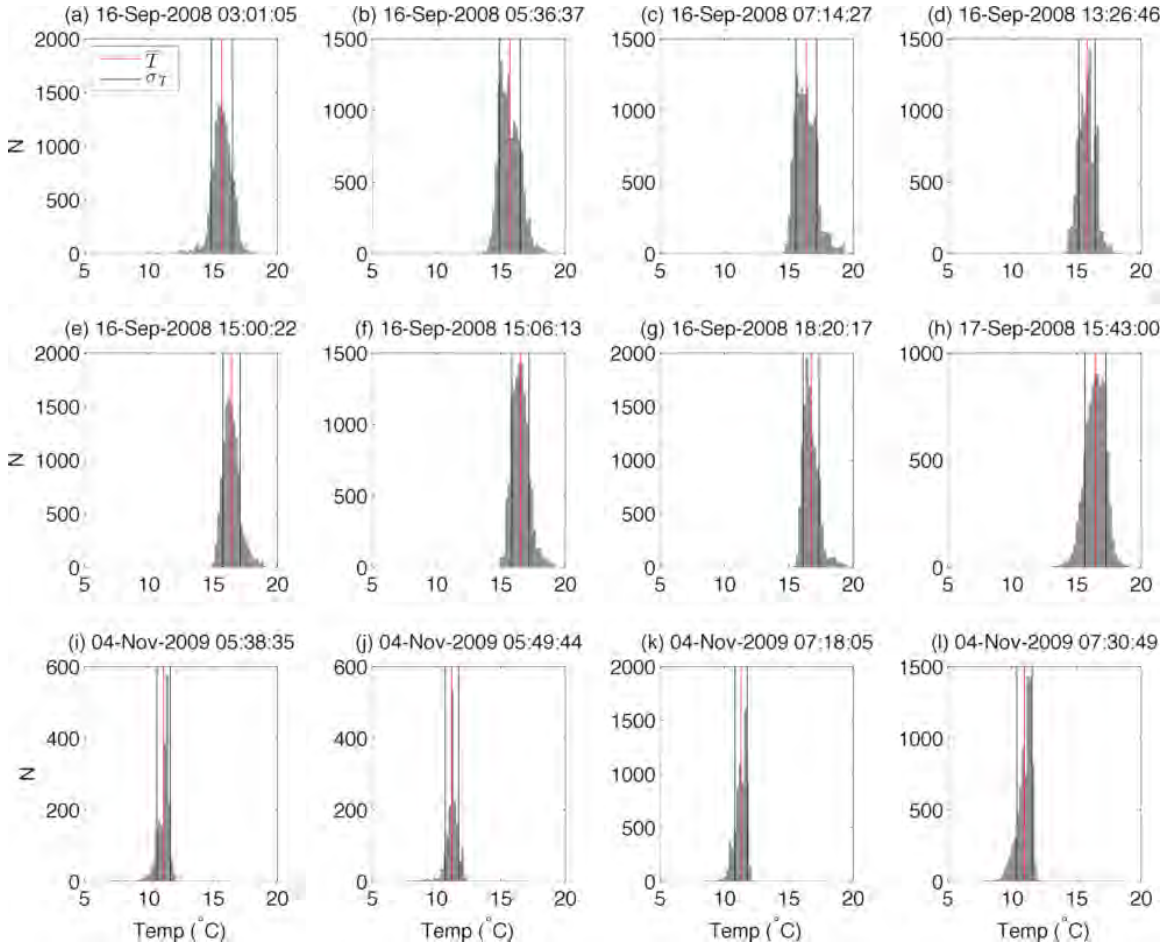 (a) 16-Sep-2008 03:01:05 (b) 16-Sep-2008 05:36:37 (c) 16-Sep-2008 07:14:27 (d) 16-Sep-2008 13:26:46
2000 1500 1500 1500
T
σT
1500
1000 1000 1000
N
1000
500 500 500
500
0 0 0 0
5 10 15 20 5 10 15 20 5 10 15 20 5 10 15 20
(e) 16-Sep-2008 15:00:22 (f) 16-Sep-2008 15:06:13 (g) 16-Sep-2008 18:20:17 (h) 17-Sep-2008 15:43:00
2000 1500 2000 1000
1500 1500
1000
N
1000 1000 500
500
500 500
0 0 0 0
5 10 15 20 5 10 15 20 5 10 15 20 5 10 15 20
(i) 04-Nov-2009 05:38:35 (j) 04-Nov-2009 05:49:44 (k) 04-Nov-2009 07:18:05 (l) 04-Nov-2009 07:30:49
600 600 2000 1500
1500
400 400 1000
N
1000
200 200 500
500
0 0 0 0
5 10 15 20 5 10 15 20 5 10 15 20 5 10 15 20
Temp (°C) Temp (°C) Temp (°C) Temp (°C)